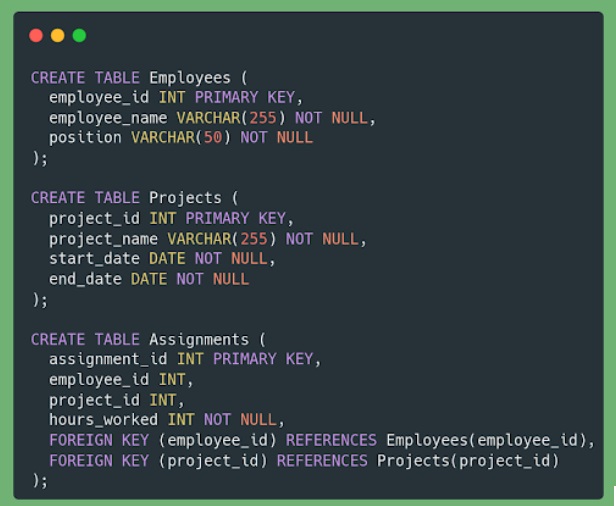 CREATE TABLE Employees (
  employee_id INT PRIMARY KEY,
  employee_name VARCHAR(255) NOT NULL,
  position VARCHAR(50) NOT NULL
);

CREATE TABLE Projects (
  project_id INT PRIMARY KEY,
  project_name VARCHAR(255) NOT NULL,
  start_date DATE NOT NULL,
  end_date DATE NOT NULL
);

CREATE TABLE Assignments (
  assignment_id INT PRIMARY KEY,
  employee_id INT,
  project_id INT,
  hours_worked INT NOT NULL,
  FOREIGN KEY (employee_id) REFERENCES Employees(employee_id),
  FOREIGN KEY (project_id) REFERENCES Projects(project_id)
);